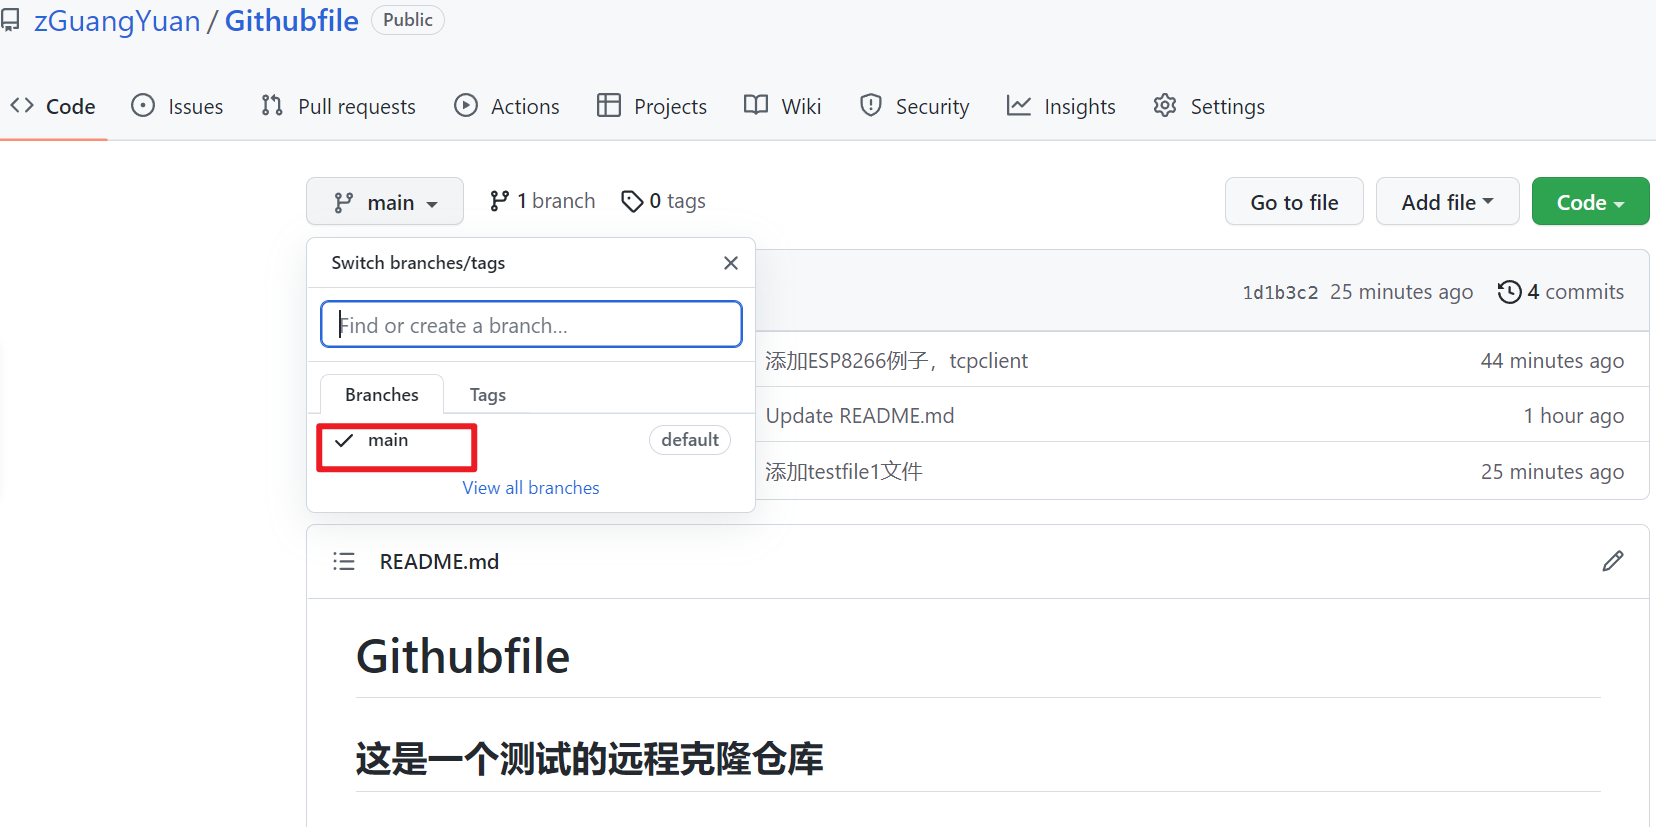 zGuangYuan / Githubfile Public
Code Issues Pull requests Actions Projects Wiki Security Insights Settings
main 1 branch 0 tags Go to file Add file Code
Switch branches/tags
Find or create a branch...
Branches Tags
main default
View all branches
1d1b3c2 25 minutes ago 4 commits
添加ESP8266例子，tcpclient 44 minutes ago
Update README.md 1 hour ago
添加testfile1文件 25 minutes ago
README.md
Githubfile
这是一个测试的远程克隆仓库